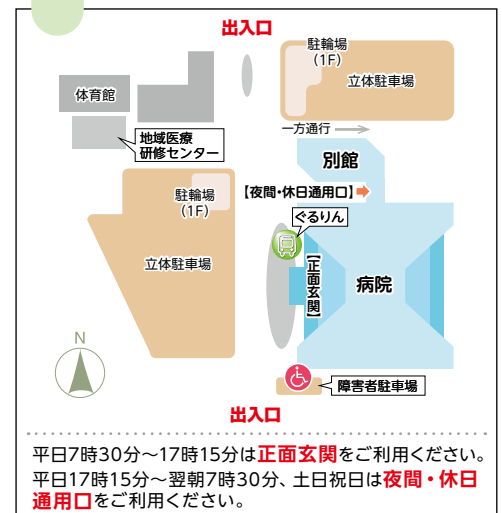 出入口
駐輪場
(1F)
立体駐車場
体育館
地域医療
研修センター
一方通行
別館
【夜間・休日通用口】
駐輪場
(1F)
ぐるりん
立体駐車場
【正面玄関】
病院
N
障害者駐車場
出入口
平日7時30分～17時15分は正面玄関をご利用ください。
平日17時15分～翌朝7時30分、土日祝日は夜間・休日
通用口をご利用ください。